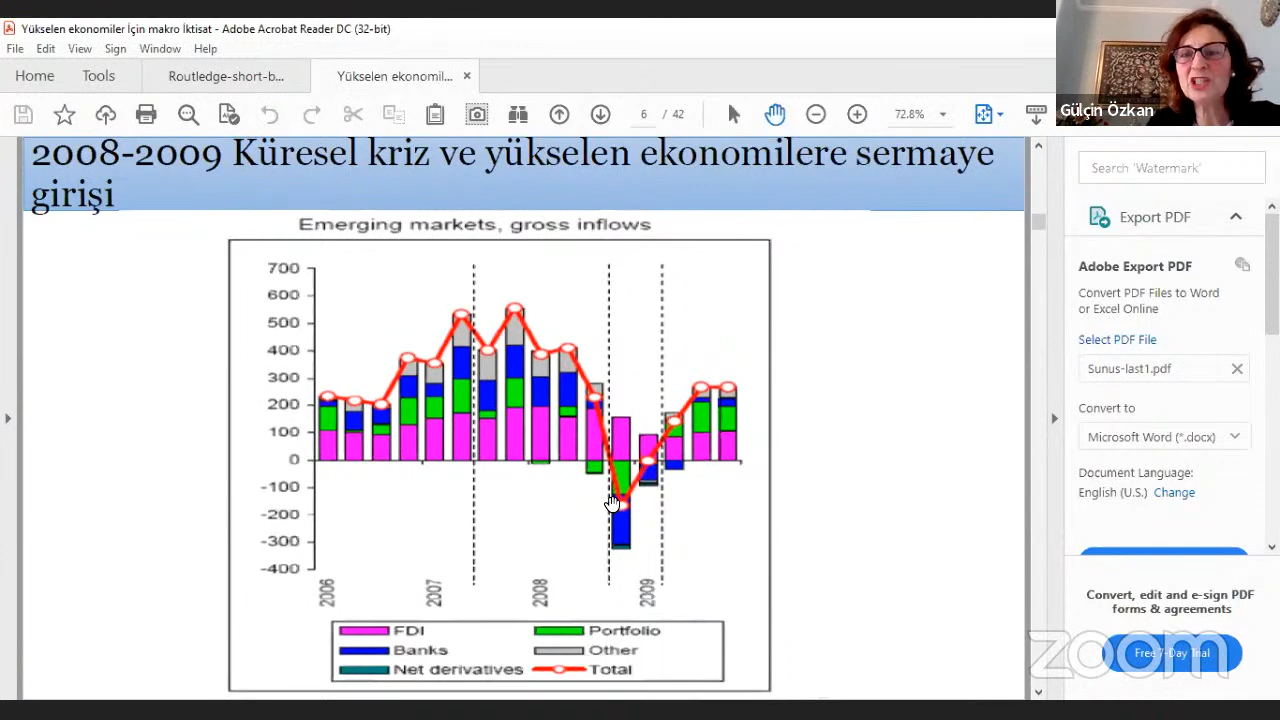 Yükselen ekonomiler İçin makro İktisat - Adobe Acrobat Reader DC (32-bit)
File Edit View Sign Window Help
Home Tools Routledge-short-b... Yükselen ekonomil... ×
6 / 42 72.8%
Gülçin Özkan
2008-2009 Küresel kriz ve yükselen ekonomilere sermaye
girişi
Emerging markets, gross inflows
700
600
500
400
300
200
100
0
-100
-200
-300
-400
2006 2007 2008 2009
FDI Portfolio
Banks Other
Net derivatives Total
Search 'Watermark'
Export PDF
Adobe Export PDF
Convert PDF Files to Word
or Excel Online
Select PDF File
Sunus-last1.pdf
Convert to
Microsoft Word (*.docx)
Document Language:
English (U.S.) Change
Convert, edit and e-sign PDF
forms & agreements
Free 7-Day Trial
zoom